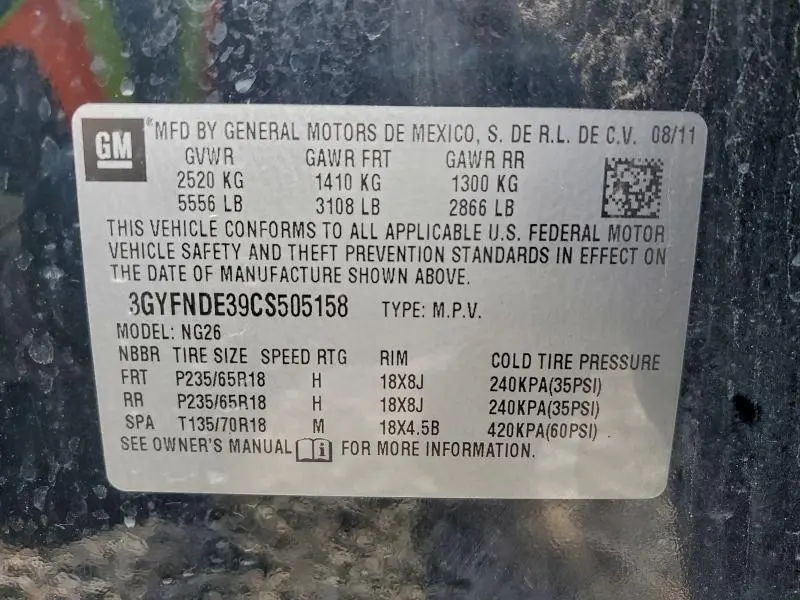 GM
®MFD BY GENERAL MOTORS DE MEXICO, S. DE R.L. DE C.V. 08/11
GVWR GAWR FRT GAWR RR
2520 KG 1410 KG 1300 KG
5556 LB 3108 LB 2866 LB
THIS VEHICLE CONFORMS TO ALL APPLICABLE U.S. FEDERAL MOTOR
VEHICLE SAFETY AND THEFT PREVENTION STANDARDS IN EFFECT ON
THE DATE OF MANUFACTURE SHOWN ABOVE.
3GYFNDE39CS505158 TYPE: M.P.V.
MODEL: NG26
NBBR TIRE SIZE SPEED RTG RIM COLD TIRE PRESSURE
FRT P235/65R18 H 18X8J 240KPA(35PSI)
RR P235/65R18 H 18X8J 240KPA(35PSI)
SPA T135/70R18 M 18X4.5B 420KPA(60PSI)
SEE OWNER'S MANUAL i FOR MORE INFORMATION.